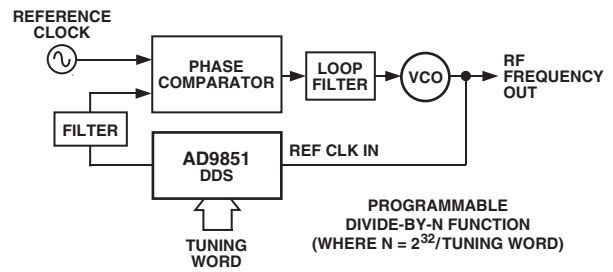 REFERENCE
CLOCK
PHASE
COMPARATOR
LOOP
FILTER
VCO
RF
FREQUENCY
OUT
FILTER
AD9851
DDS
REF CLK IN
TUNING
WORD
PROGRAMMABLE
DIVIDE-BY-N FUNCTION
(WHERE N = 2³²/TUNING WORD)